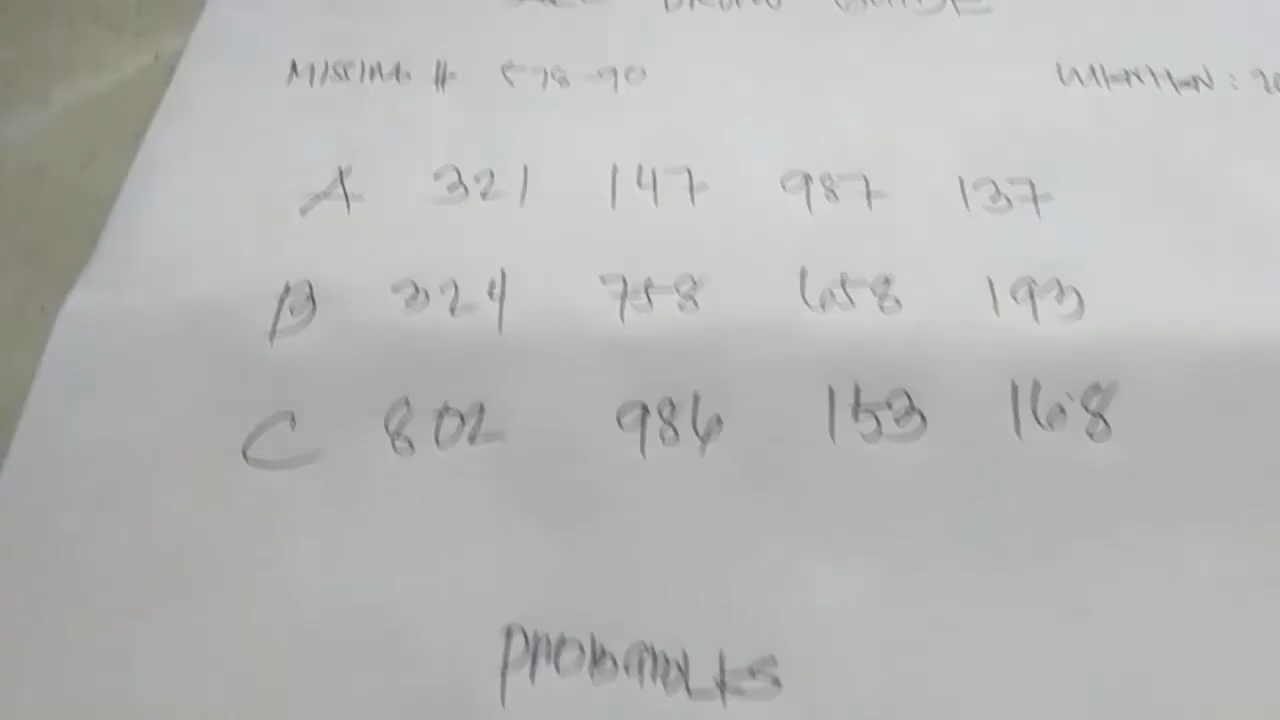 MISSING # 578-90
A 321 147 987 137
B 324 758 658 193
C 802 986 153 168
PROBABLES